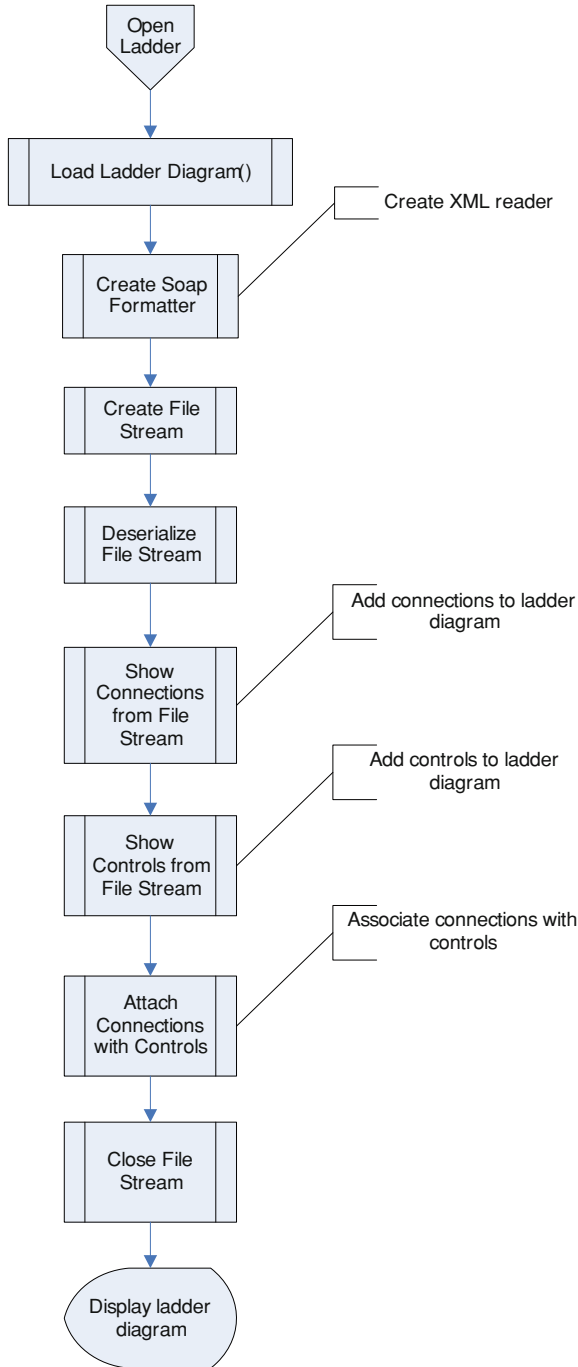 Open
Ladder
Load Ladder Diagram()
Create XML reader
Create Soap
Formatter
Create File
Stream
Deserialize
File Stream
Add connections to ladder
diagram
Show
Connections
from File
Stream
Add controls to ladder
diagram
Show
Controls from
File Stream
Associate connections with
controls
Attach
Connections
with Controls
Close File
Stream
Display ladder
diagram